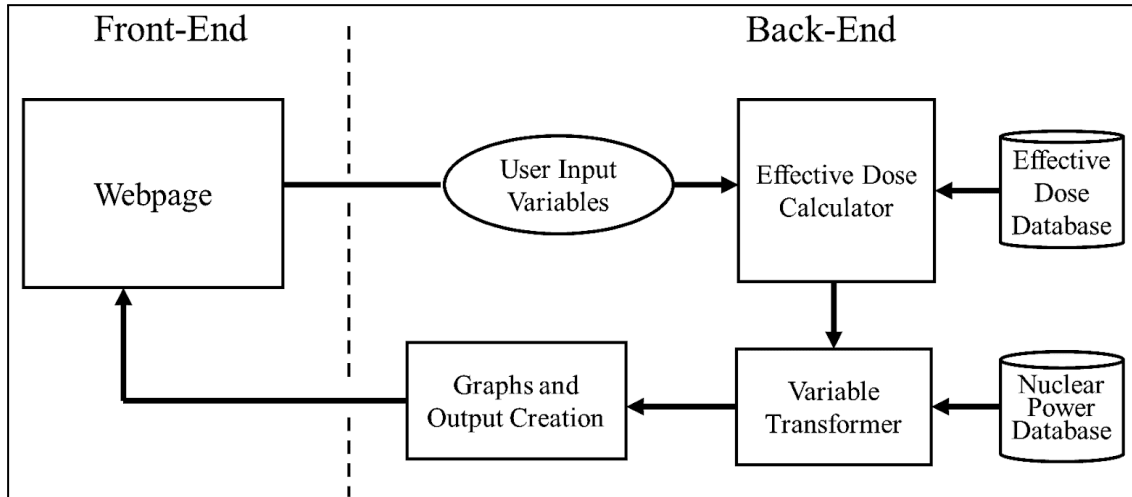 Front-End
Back-End
Webpage
User Input
Variables
Effective Dose
Calculator
Effective
Dose
Database
Graphs and
Output Creation
Variable
Transformer
Nuclear
Power
Database